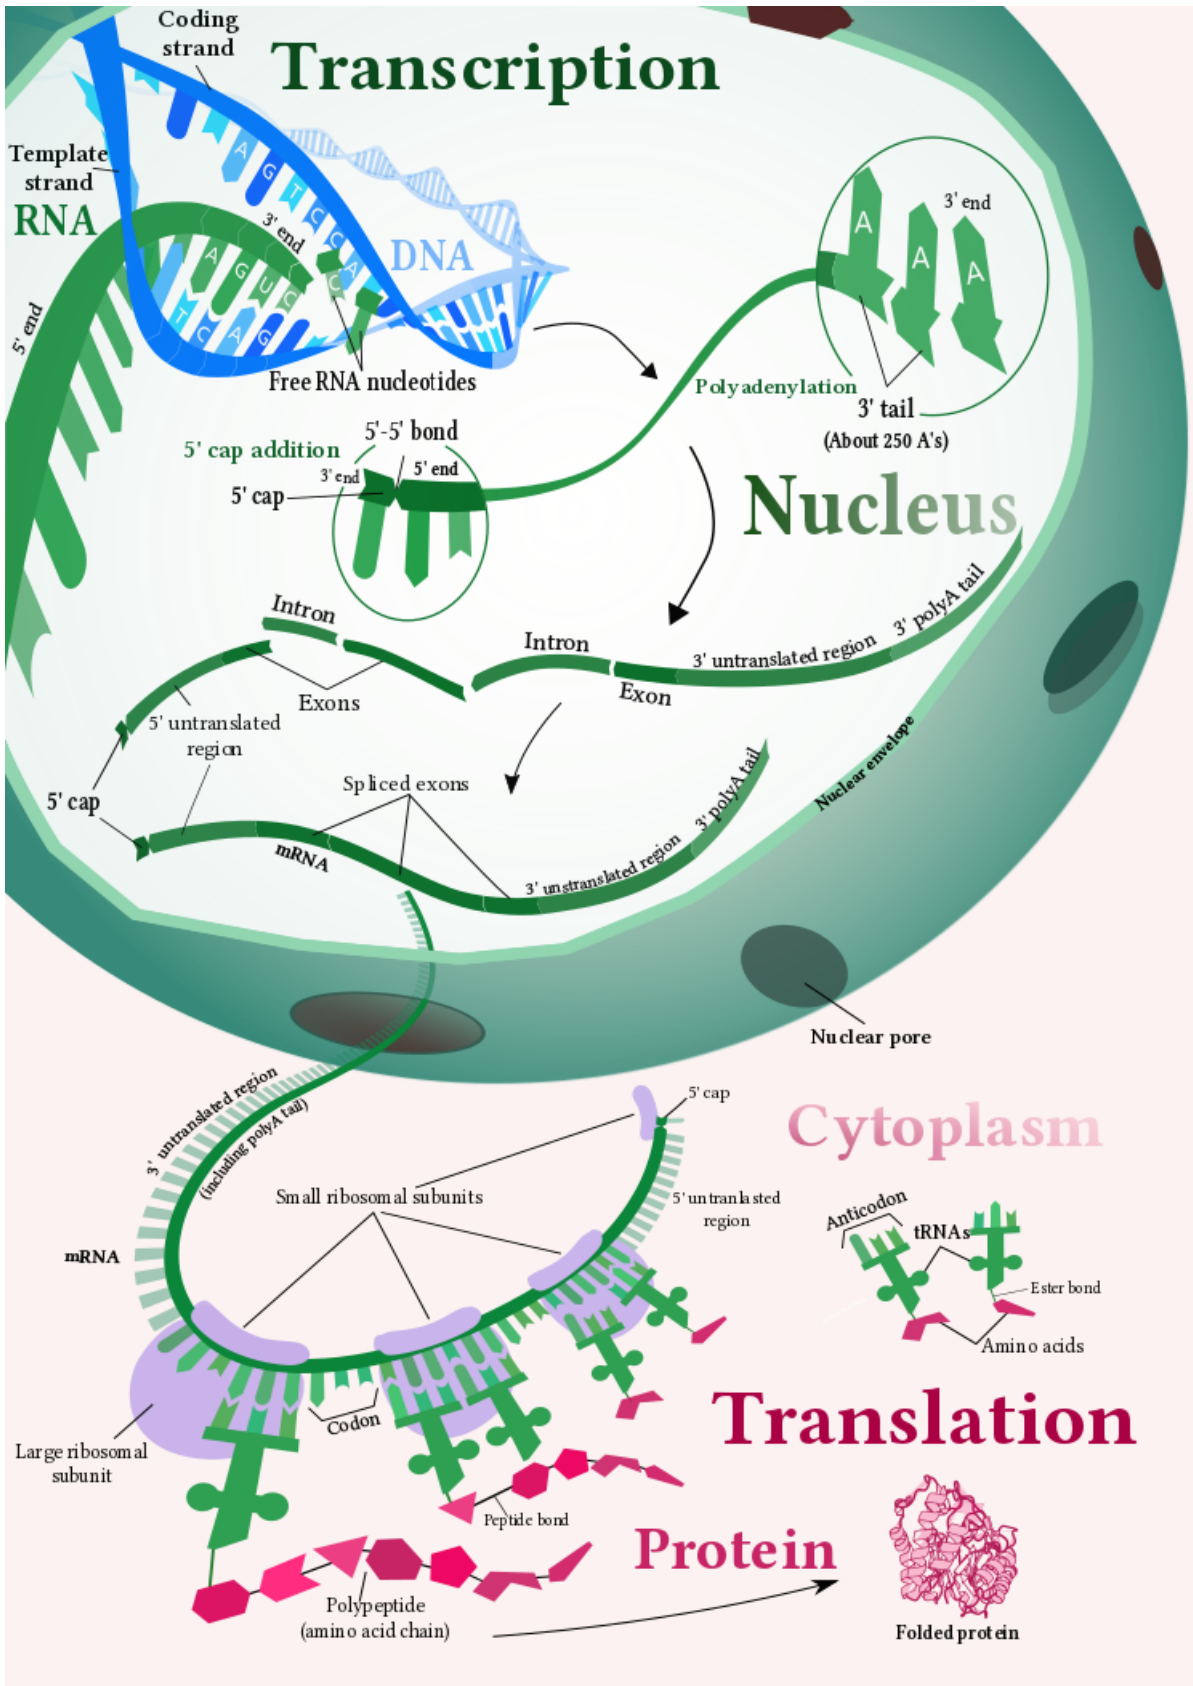 Coding
strand
Transcription
Template
strand
RNA
3' end
DNA
5' end
A G T C C A
A G U C C
T C A G
Free RNA nucleotides
A A A
3' end
Polyadenylation
3' tail
(About 250 A's)
5'-5' bond
5' cap addition
3' end
5' end
5' cap
Nucleus
Intron
Intron
3' untranslated region
3' polyA tail
Exon
Exons
5' untranslated
region
5' cap
Spliced exons
mRNA
3' unstranslated region
3' polyA tail
Nuclear envelope
Nuclear pore
3' untranslated region
(including polyA tail)
5' cap
Cytoplasm
Small ribosomal subunits
5' untranlasted
region
Anticodon
tRNAs
mRNA
Ester bond
Amino acids
Codon
Translation
Large ribosomal
subunit
Peptide bond
Protein
Polypeptide
(amino acid chain)
Folded protein